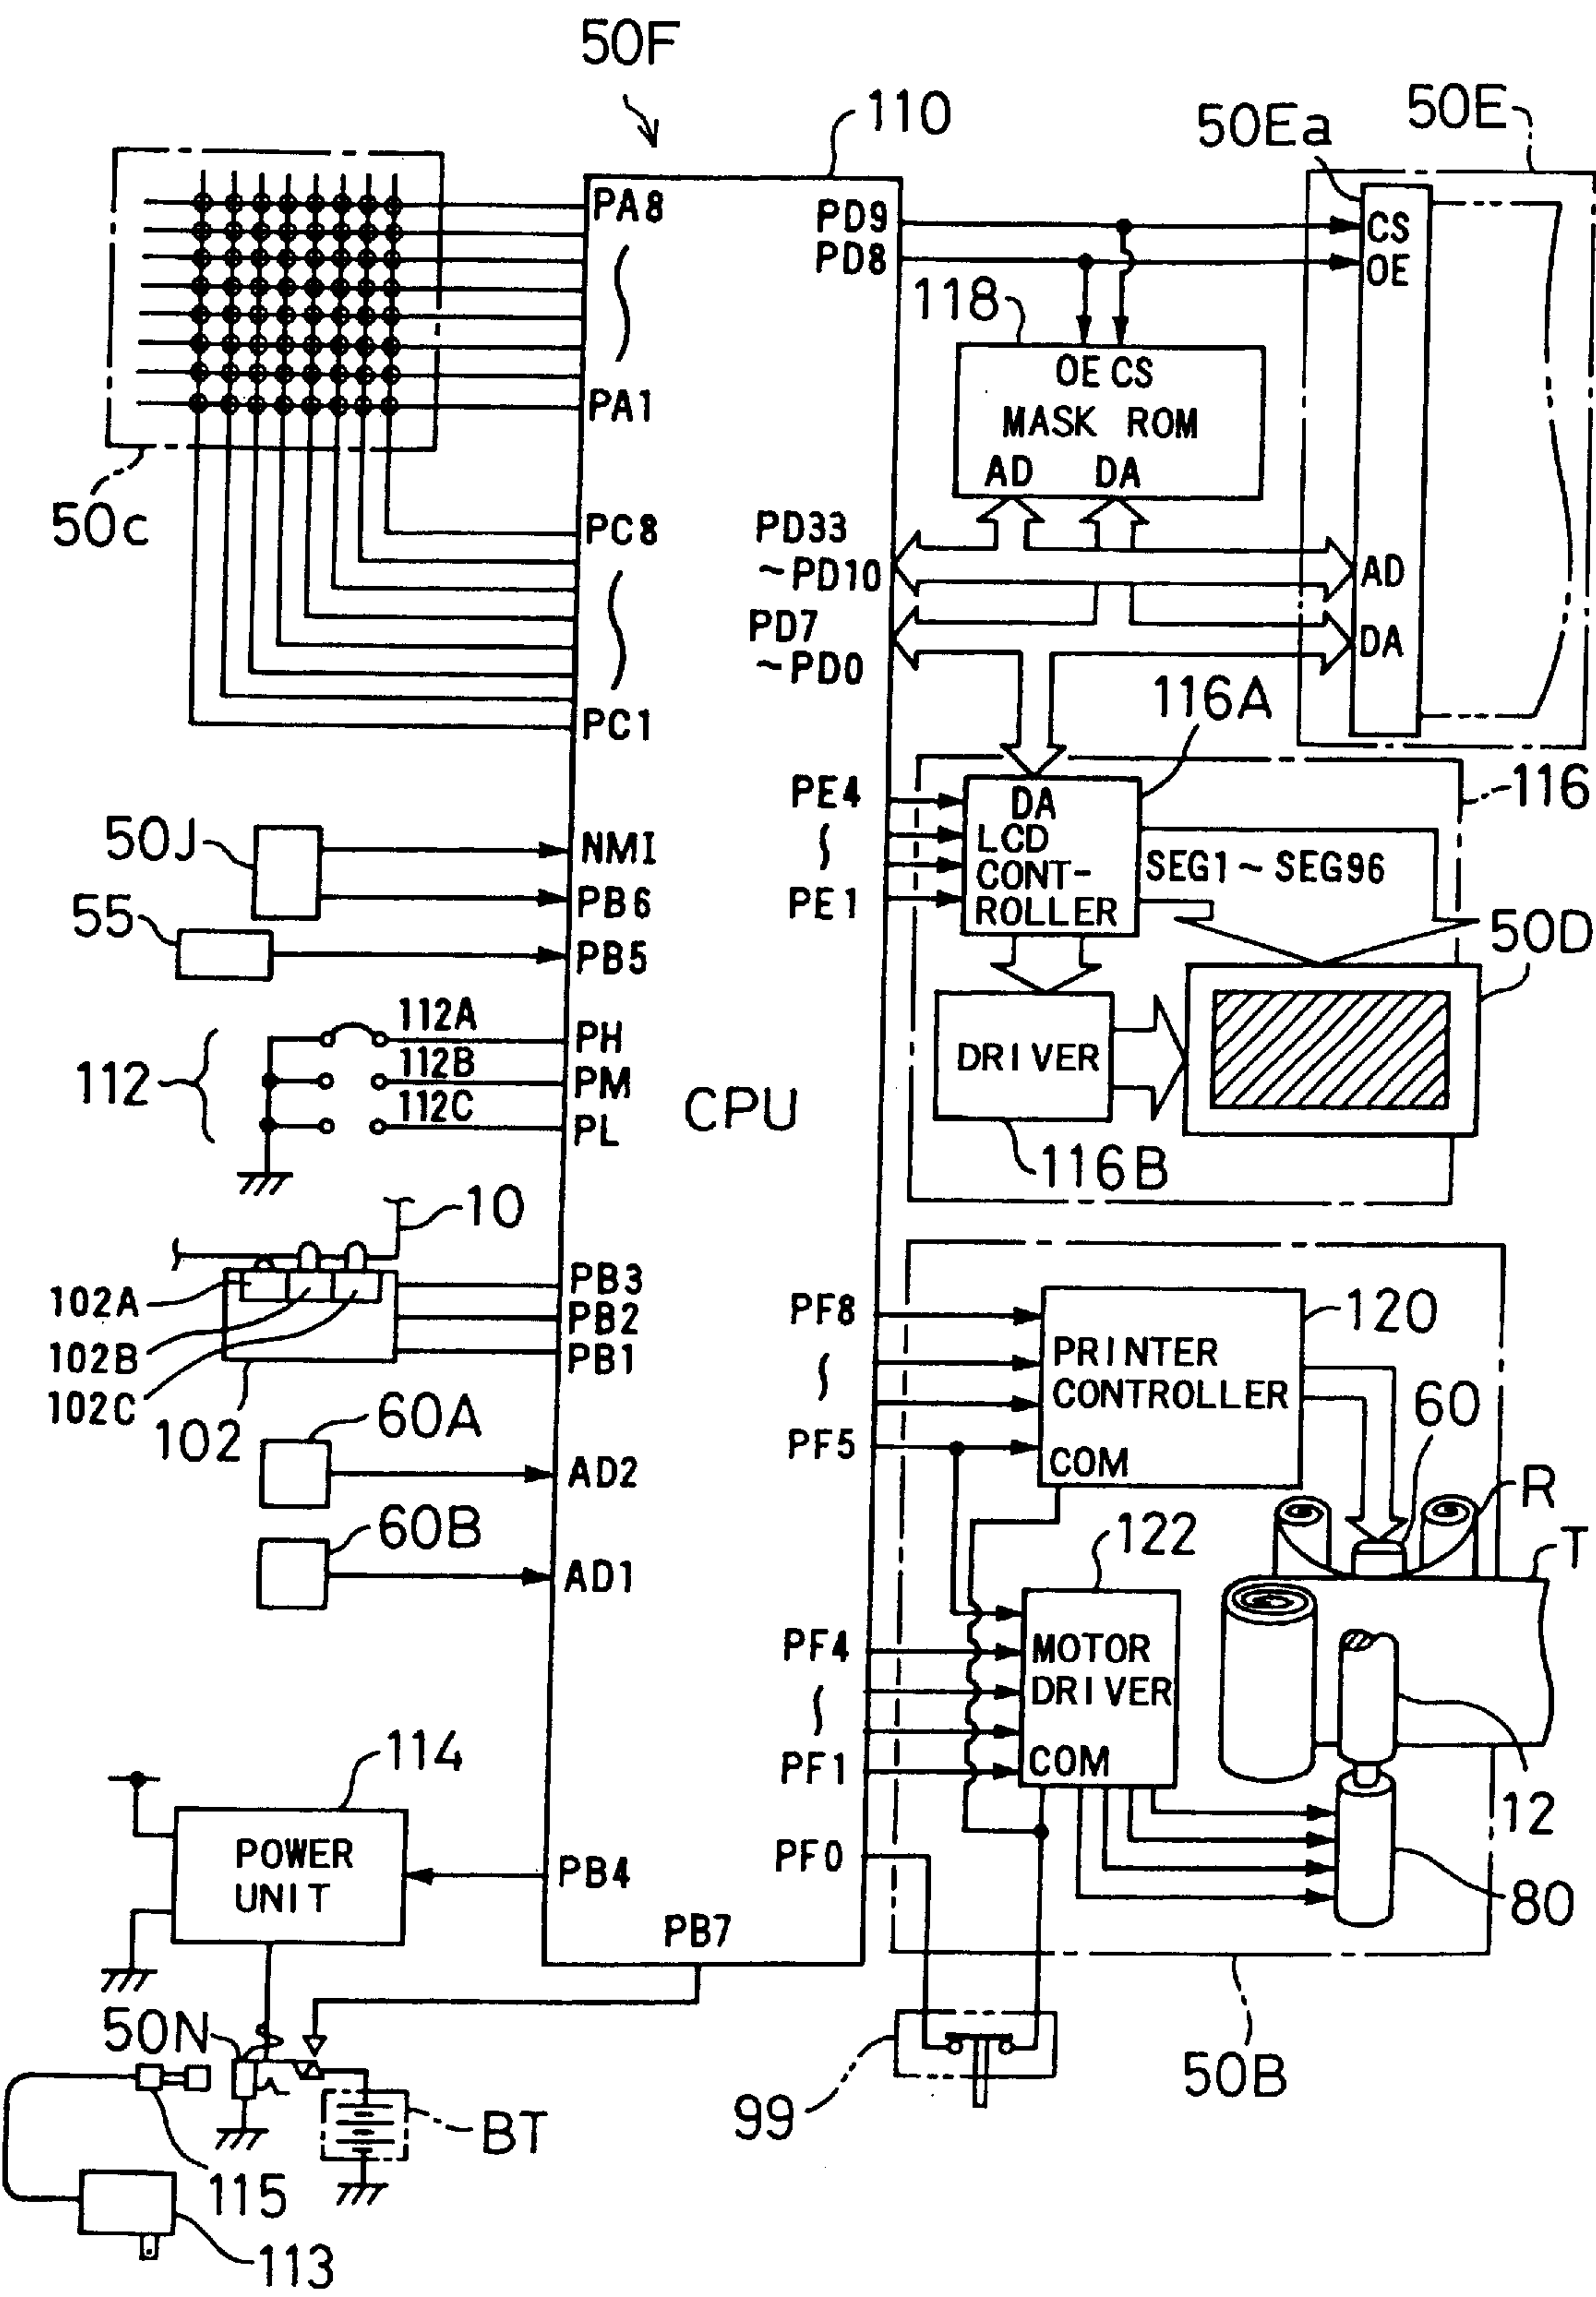 50F
110
50Ea
50E
PA8
PD9
CS
PD8
OE
118
OE CS
MASK ROM
AD DA
PA1
50c
PC8
PD33
~PD10
AD
PD7
~PD0
DA
PC1
116A
116
PE4
DA
LCD
CONT-
ROLLER
PE1
SEG1~SEG96
50J
NMI
PB6
55
PB5
50D
112
112A
PH
112B
PM
112C
PL
CPU
DRIVER
116B
10
102A
102B
102C
102
PB3
PB2
PB1
PF8
PRINTER
CONTROLLER
COM
120
PF5
60
R
T
60A
AD2
60B
AD1
122
PF4
MOTOR
DRIVER
COM
PF1
12
80
114
POWER
UNIT
PB4
PF0
PB7
50N
BT
115
113
99
50B